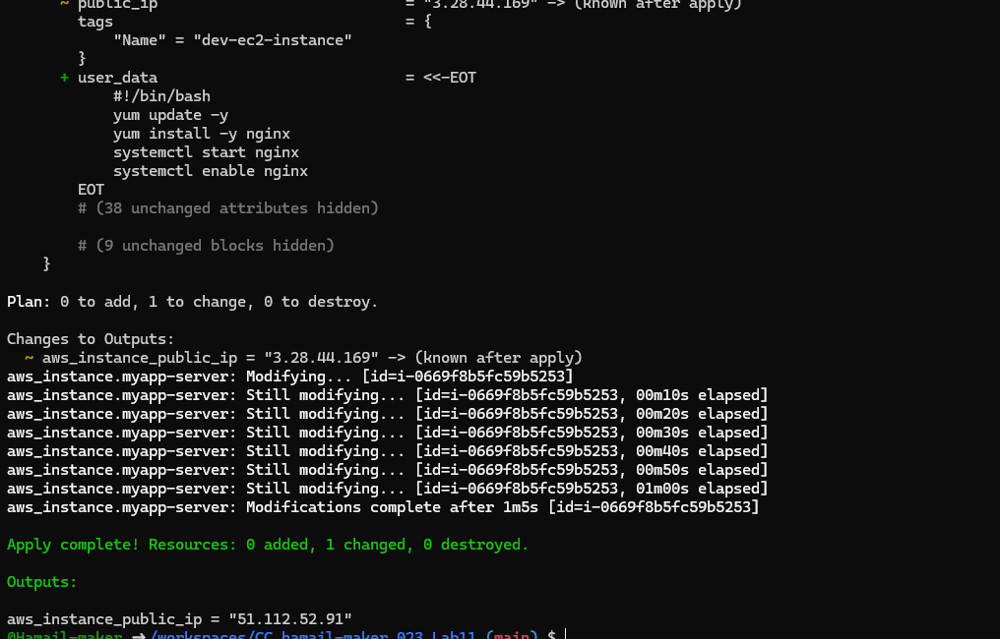 ~ public_ip = "3.28.44.169" -> (known after apply)
tags = {
"Name" = "dev-ec2-instance"
}
+ user_data = <<-EOT
#!/bin/bash
yum update -y
yum install -y nginx
systemctl start nginx
systemctl enable nginx
EOT
# (38 unchanged attributes hidden)
# (9 unchanged blocks hidden)
}
Plan: 0 to add, 1 to change, 0 to destroy.
Changes to Outputs:
~ aws_instance_public_ip = "3.28.44.169" -> (known after apply)
aws_instance.myapp-server: Modifying... [id=i-0669f8b5fc59b5253]
aws_instance.myapp-server: Still modifying... [id=i-0669f8b5fc59b5253, 00m10s elapsed]
aws_instance.myapp-server: Still modifying... [id=i-0669f8b5fc59b5253, 00m20s elapsed]
aws_instance.myapp-server: Still modifying... [id=i-0669f8b5fc59b5253, 00m30s elapsed]
aws_instance.myapp-server: Still modifying... [id=i-0669f8b5fc59b5253, 00m40s elapsed]
aws_instance.myapp-server: Still modifying... [id=i-0669f8b5fc59b5253, 00m50s elapsed]
aws_instance.myapp-server: Still modifying... [id=i-0669f8b5fc59b5253, 01m00s elapsed]
aws_instance.myapp-server: Modifications complete after 1m5s [id=i-0669f8b5fc59b5253]
Apply complete! Resources: 0 added, 1 changed, 0 destroyed.
Outputs:
aws_instance_public_ip = "51.112.52.91"
@Hamail-maker ➜ /workspaces/CC_hamail-maker_023_Lab11 (main) $